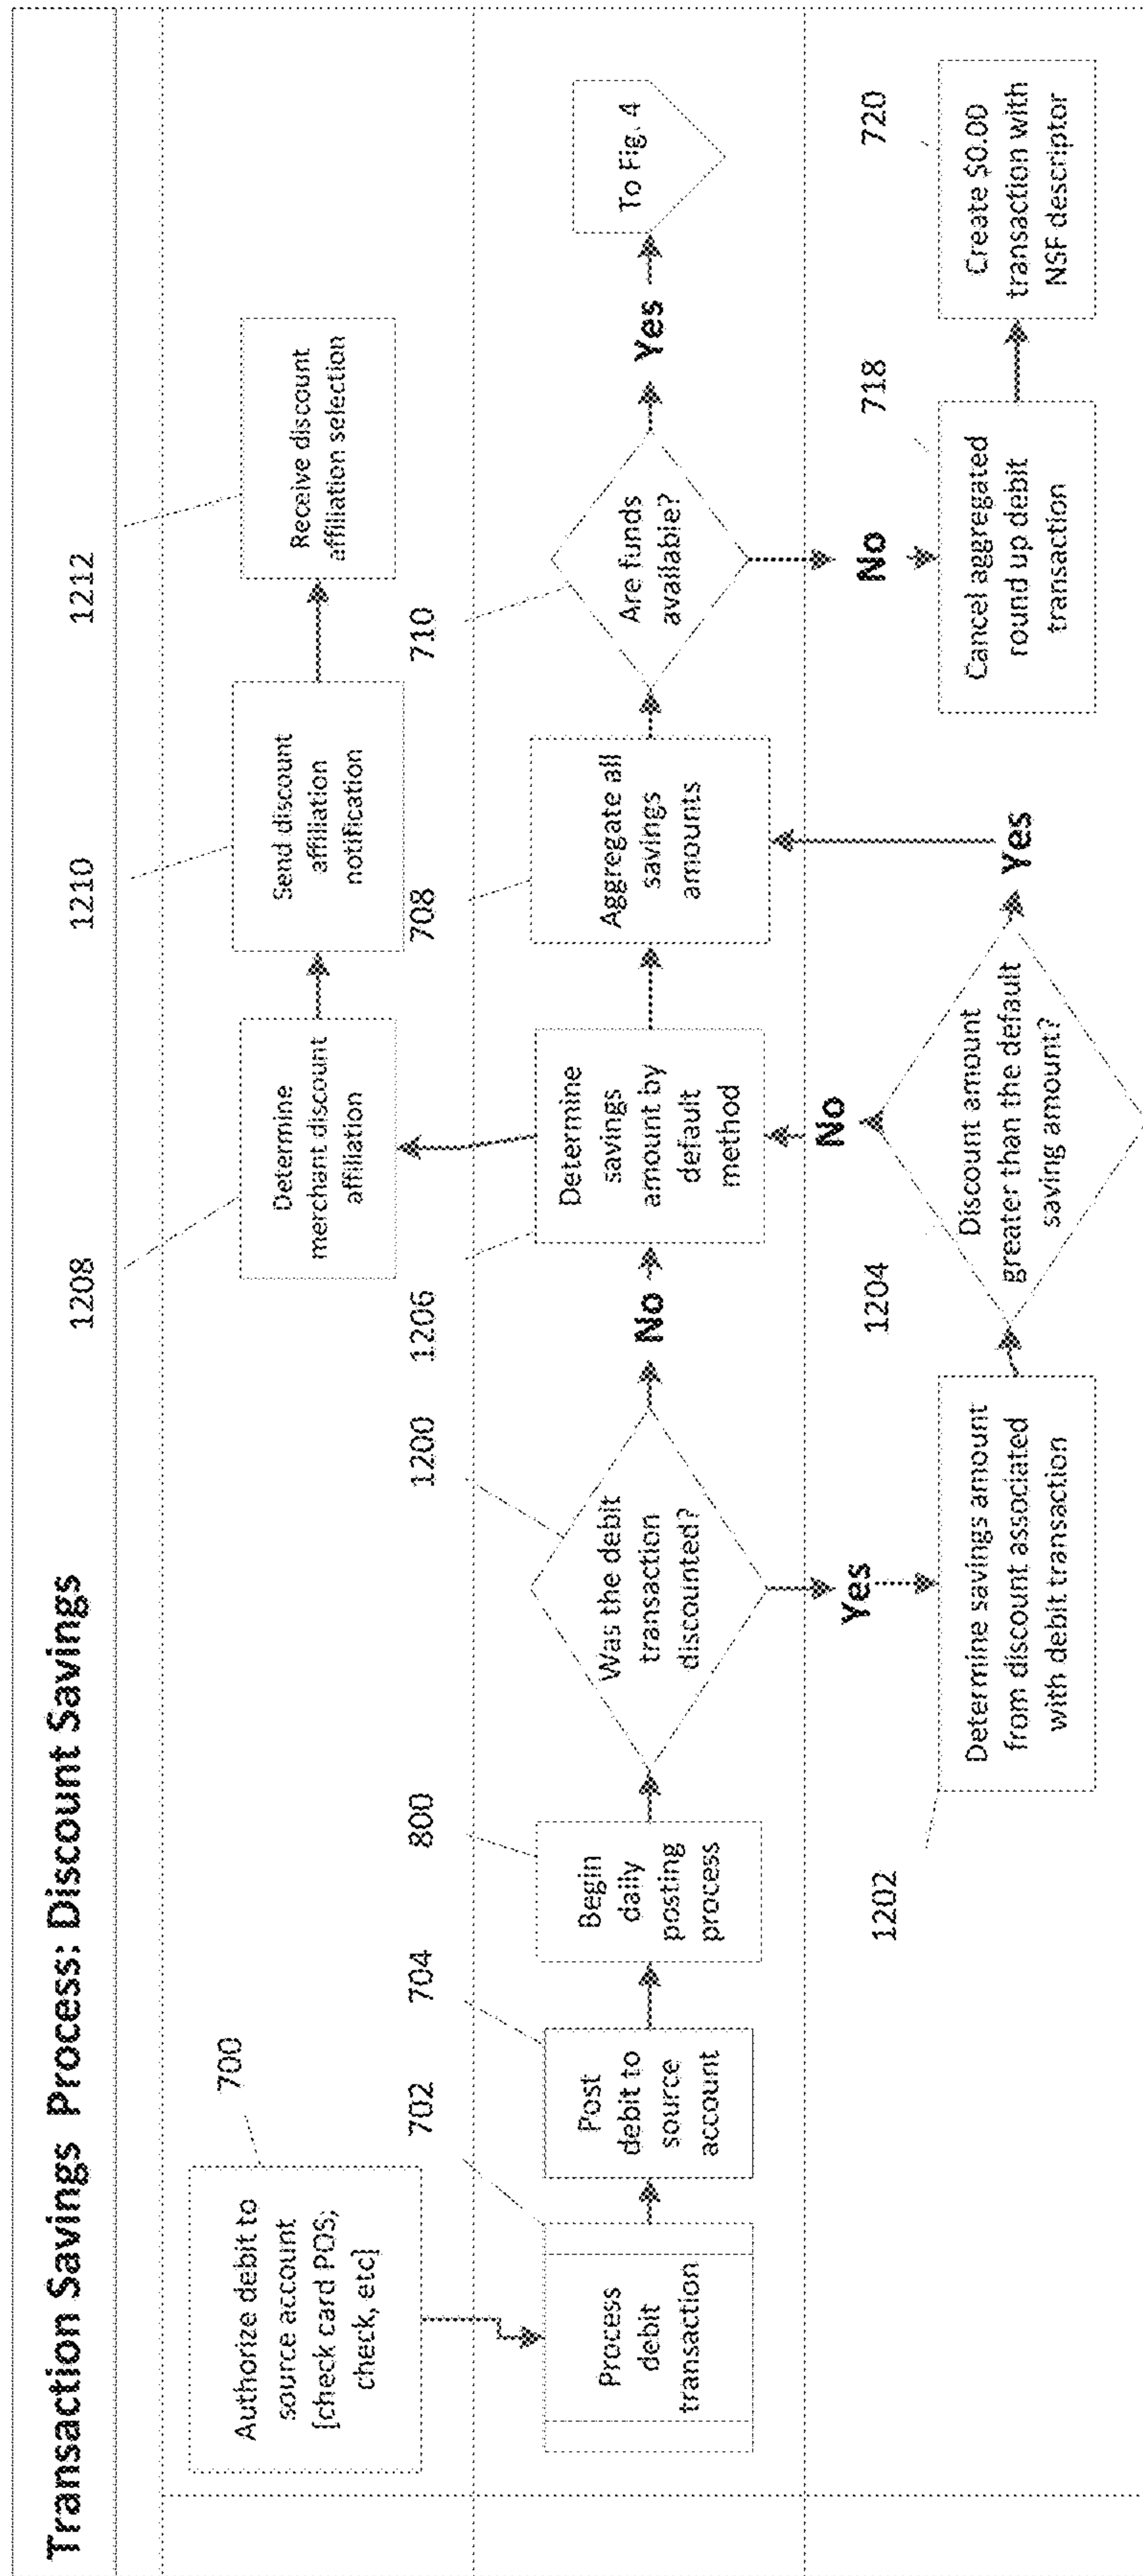 Transaction Savings Process: Discount Savings
700
Authorize debit to
source account
[check card POS;
check, etc]
1208
Determine
merchant discount
affiliation
1210
Send discount
affiliation
notification
1212
Receive discount
affiliation selection
702
Process
debit
transaction
704
Post
debit to
source
account
800
Begin
daily
posting
process
1200
Was the debit
transaction
discounted?
No
1206
Determine
savings
amount by
default
method
708
Aggregate all
savings
amounts
710
Are funds
available?
Yes
To Fig. 4
Yes
1202
Determine savings amount
from discount associated
with debit transaction
1204
Discount amount
greater than the default
saving amount?
No
Yes
No
718
Cancel aggregated
round up debit
transaction
720
Create $0.00
transaction with
NSF descriptor